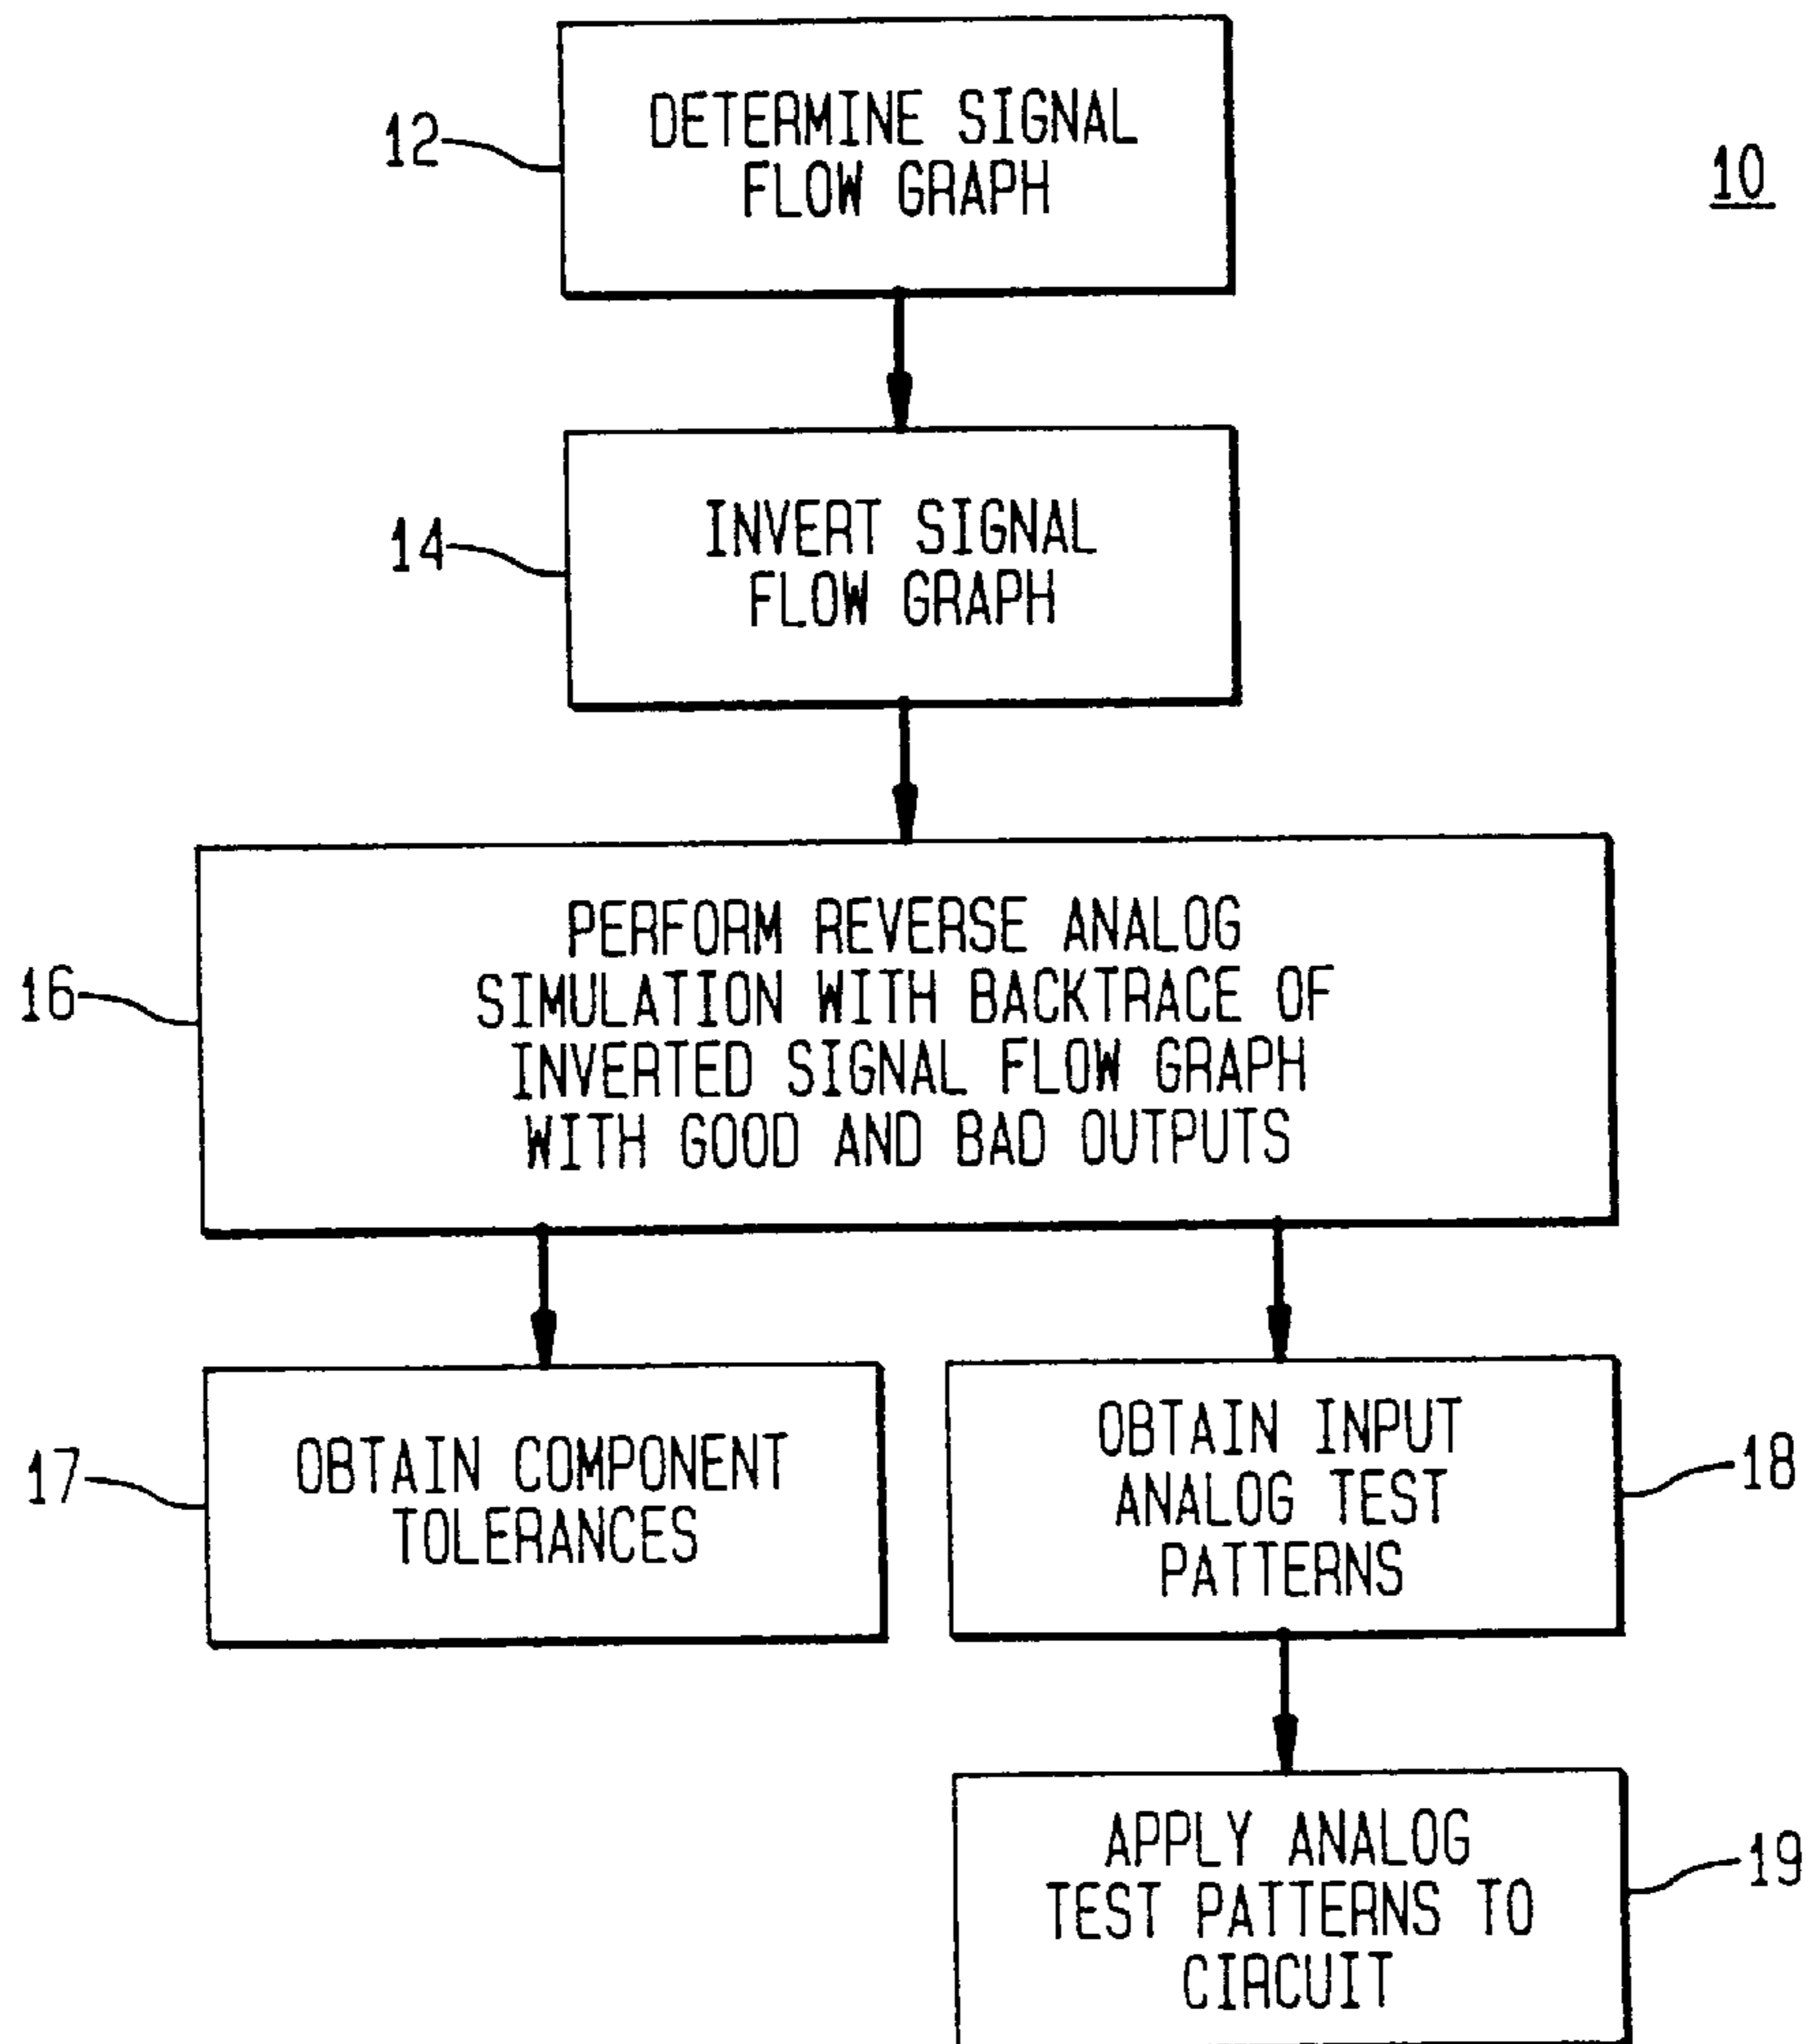 10
12
DETERMINE SIGNAL
FLOW GRAPH
14
INVERT SIGNAL
FLOW GRAPH
16
PERFORM REVERSE ANALOG
SIMULATION WITH BACKTRACE OF
INVERTED SIGNAL FLOW GRAPH
WITH GOOD AND BAD OUTPUTS
17
OBTAIN COMPONENT
TOLERANCES
18
OBTAIN INPUT
ANALOG TEST
PATTERNS
19
APPLY ANALOG
TEST PATTERNS TO
CIRCUIT